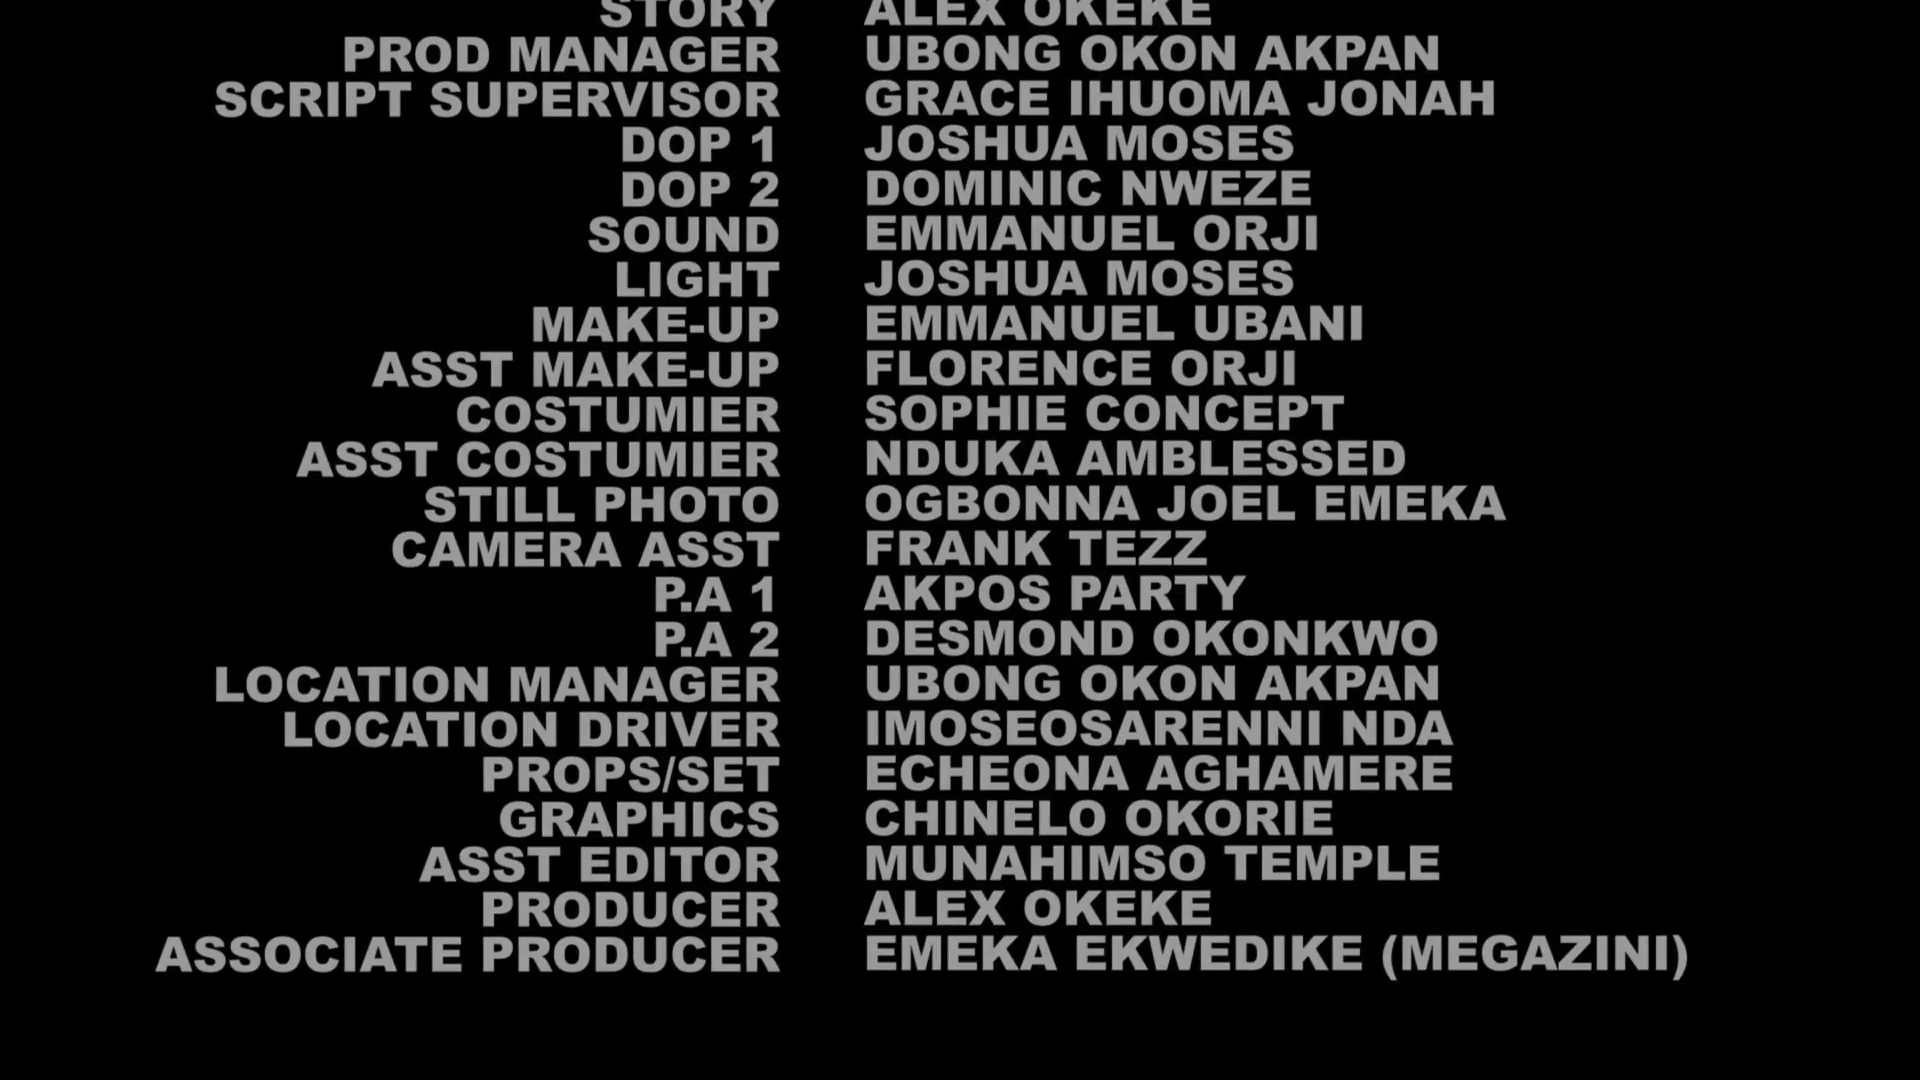 STORY ALEX OKEKE
PROD MANAGER UBONG OKON AKPAN
SCRIPT SUPERVISOR GRACE IHUOMA JONAH
DOP 1 JOSHUA MOSES
DOP 2 DOMINIC NWEZE
SOUND EMMANUEL ORJI
LIGHT JOSHUA MOSES
MAKE-UP EMMANUEL UBANI
ASST MAKE-UP FLORENCE ORJI
COSTUMIER SOPHIE CONCEPT
ASST COSTUMIER NDUKA AMBLESSED
STILL PHOTO OGBONNA JOEL EMEKA
CAMERA ASST FRANK TEZZ
P.A 1 AKPOS PARTY
P.A 2 DESMOND OKONKWO
LOCATION MANAGER UBONG OKON AKPAN
LOCATION DRIVER IMOSEOSARENNI NDA
PROPS/SET ECHEONA AGHAMERE
GRAPHICS CHINELO OKORIE
ASST EDITOR MUNAHIMSO TEMPLE
PRODUCER ALEX OKEKE
ASSOCIATE PRODUCER EMEKA EKWEDIKE (MEGAZINI)